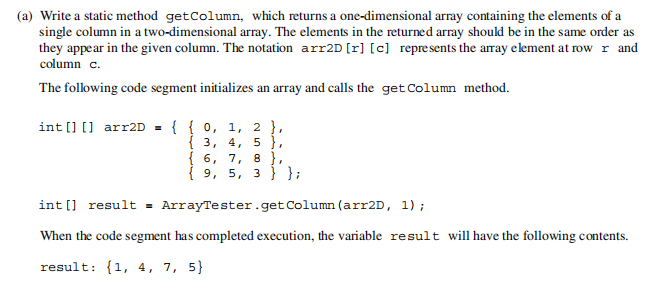 (a) Write a static method getColumn, which returns a one-dimensional array containing the elements of a
single column in a two-dimensional array. The elements in the returned array should be in the same order as
they appear in the given column. The notation arr2D[r][c] represents the array element at row r and
column c.
The following code segment initializes an array and calls the getColumn method.
int[][] arr2D = { { 0, 1, 2 },
{ 3, 4, 5 },
{ 6, 7, 8 },
{ 9, 5, 3 } };
int[] result = ArrayTester.getColumn(arr2D, 1);
When the code segment has completed execution, the variable result will have the following contents.
result: {1, 4, 7, 5}